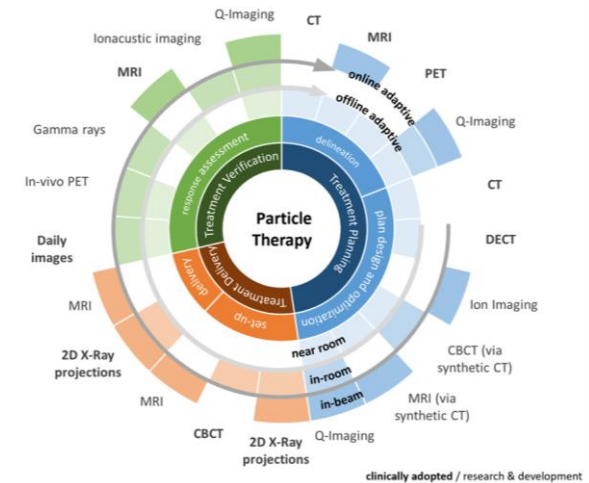 Q-Imaging
CT
Ionacustic imaging
MRI
MRI
PET
online adaptive
offline adaptive
Q-Imaging
Gamma rays
response assessment
delineation
Treatment Verification
In-vivo PET
CT
Particle
Therapy
Treatment Planning
plan design and optimization
Daily
images
DECT
delivery
Treatment Delivery
set-up
MRI
Ion Imaging
near room
2D X-Ray
projections
CBCT (via
synthetic CT)
in-room
MRI
in-beam
MRI (via
synthetic CT)
CBCT
2D X-Ray
projections
Q-Imaging
clinically adopted / research & development